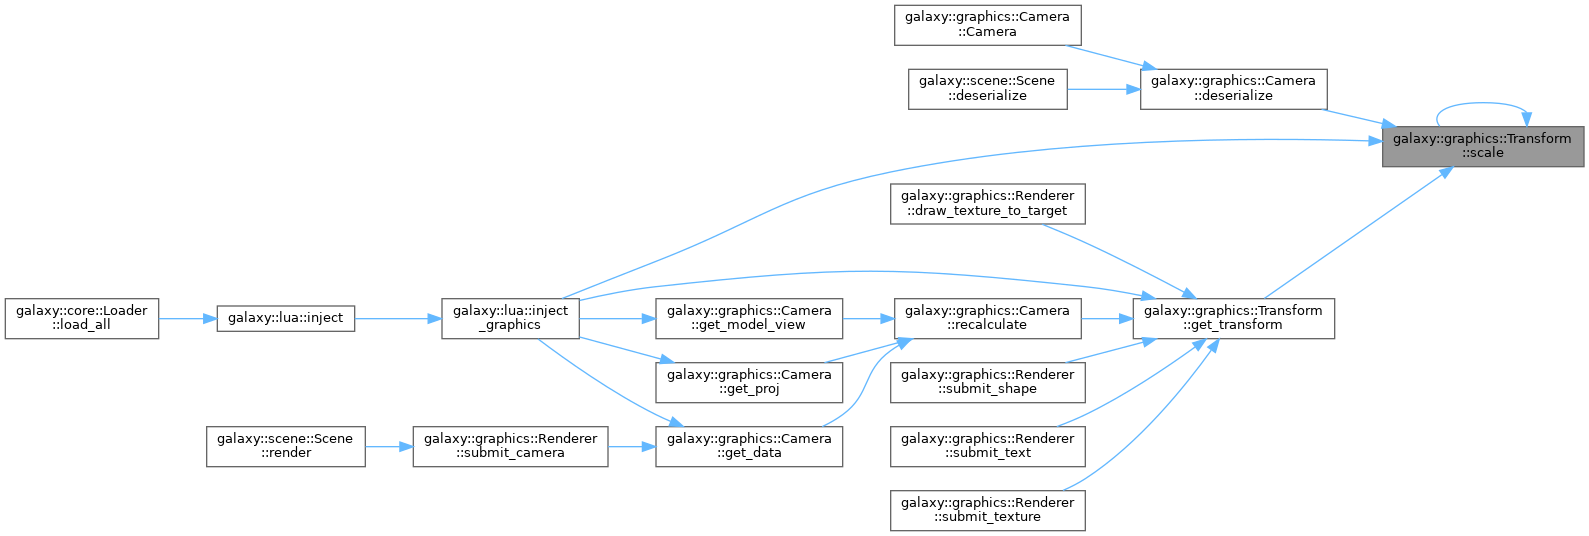 galaxy::graphics::Camera
::Camera
galaxy::scene::Scene
::deserialize
galaxy::graphics::Camera
::deserialize
galaxy::graphics::Transform
::scale
galaxy::graphics::Renderer
::draw_texture_to_target
galaxy::core::Loader
::load_all
galaxy::lua::inject
galaxy::lua::inject
_graphics
galaxy::graphics::Camera
::get_model_view
galaxy::graphics::Camera
::recalculate
galaxy::graphics::Transform
::get_transform
galaxy::graphics::Camera
::get_proj
galaxy::graphics::Renderer
::submit_shape
galaxy::scene::Scene
::render
galaxy::graphics::Renderer
::submit_camera
galaxy::graphics::Camera
::get_data
galaxy::graphics::Renderer
::submit_text
galaxy::graphics::Renderer
::submit_texture